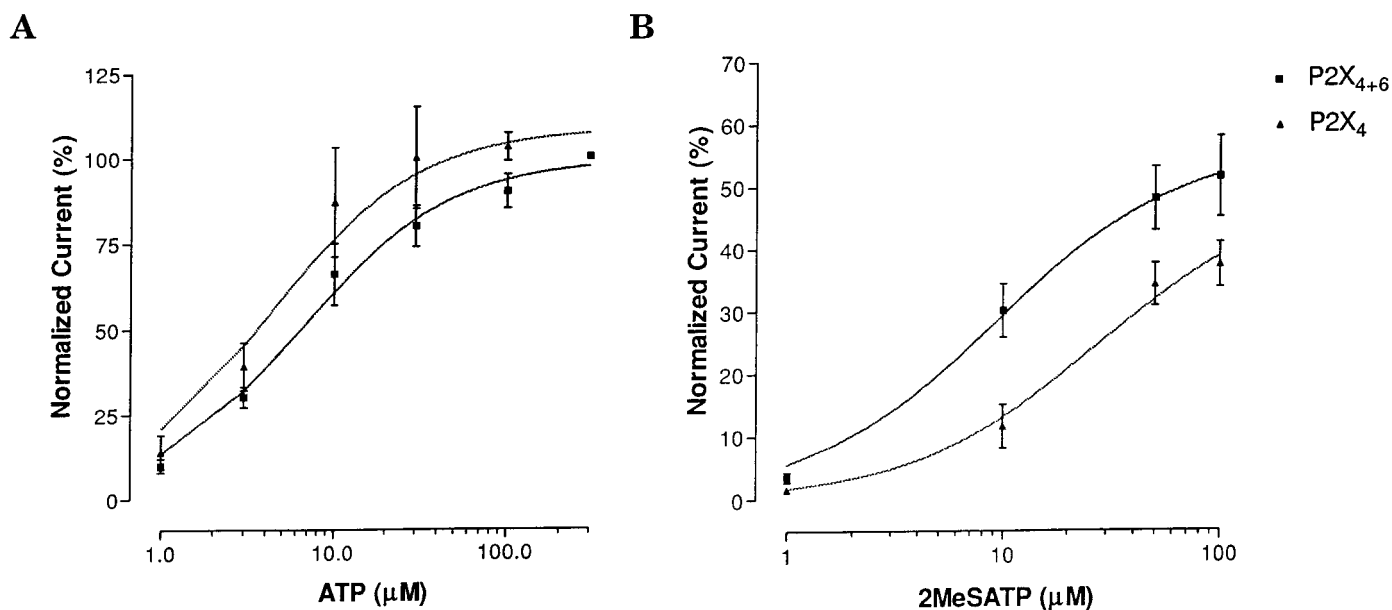 A
Normalized Current (%)
125
100
75
50
25
0
1.0 10.0 100.0
ATP (μM)
B
Normalized Current (%)
70
60
50
40
30
20
10
0
1 10 100
2MeSATP (μM)
P2X4+6
P2X4